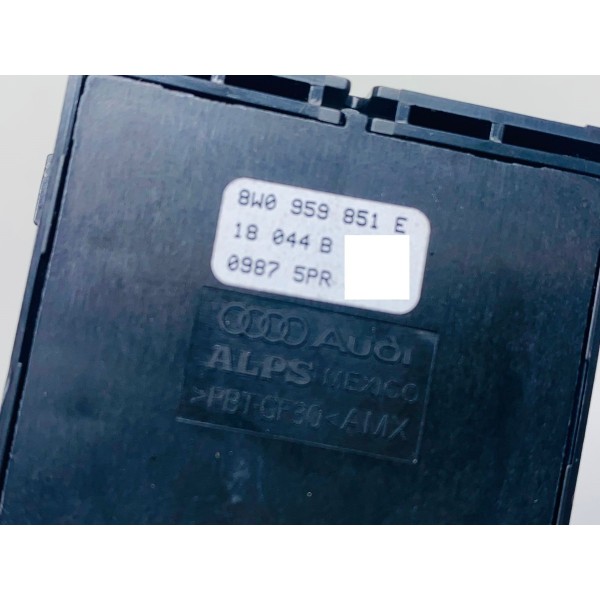 8W0 959 851 E
18 044 B
0987 5PR
Audi
ALPS MEXICO
>PBT-GF30< AMX